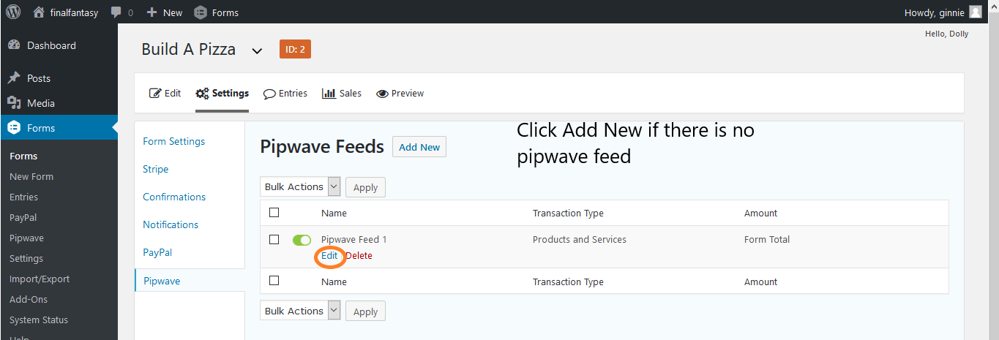 finalfantasy 0 New Forms Howdy, ginnie
Hello, Dolly
Dashboard
Posts
Media
Forms
Forms
New Form
Entries
PayPal
Pipwave
Settings
Import/Export
Add-Ons
System Status
Help
Build A Pizza ID: 2
Edit Settings Entries Sales Preview
Form Settings
Stripe
Confirmations
Notifications
PayPal
Pipwave
Pipwave Feeds Add New
Click Add New if there is no
pipwave feed
Bulk Actions Apply
Name Transaction Type Amount
Pipwave Feed 1 Products and Services Form Total
Edit Delete
Name Transaction Type Amount
Bulk Actions Apply